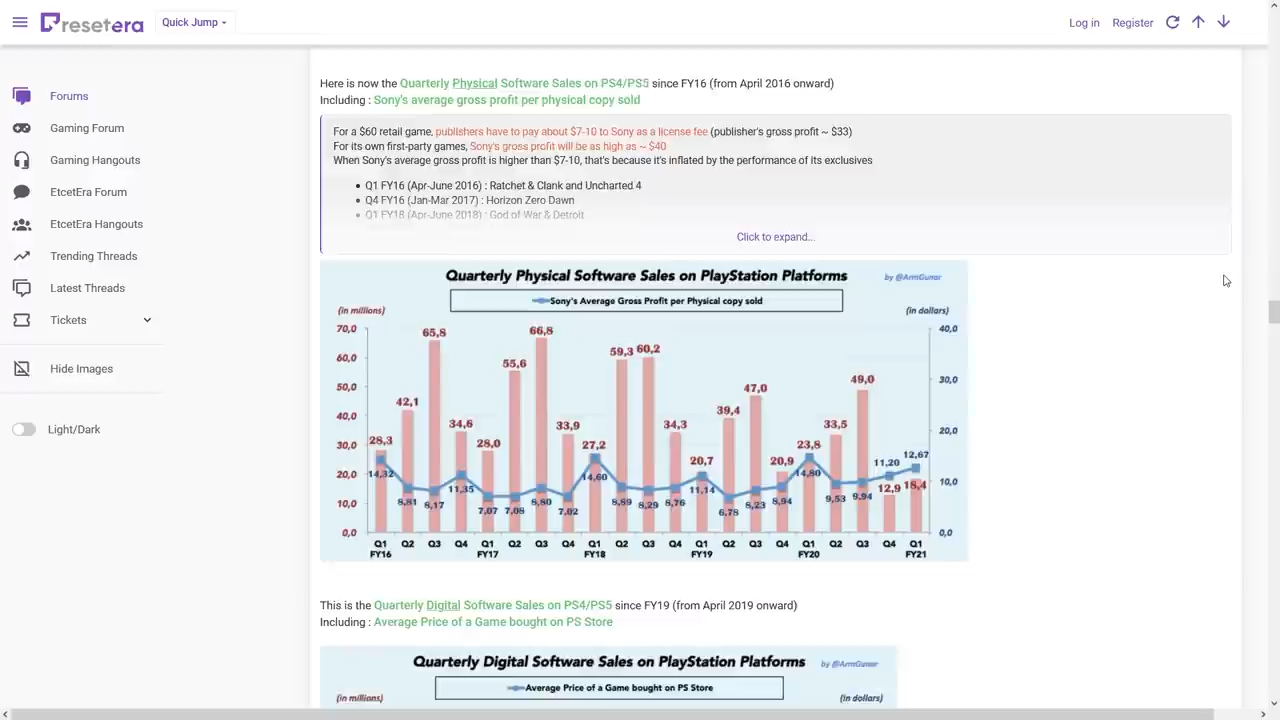 resetera
Quick Jump
Log in
Register
Forums
Gaming Forum
Gaming Hangouts
EtcetEra Forum
EtcetEra Hangouts
Trending Threads
Latest Threads
Tickets
Hide Images
Light/Dark
Here is now the Quarterly Physical Software Sales on PS4/PS5 since FY16 (from April 2016 onward)
Including : Sony's average gross profit per physical copy sold
For a $60 retail game, publishers have to pay about $7-10 to Sony as a license fee (publisher's gross profit ~ $33)
For its own first-party games, Sony's gross profit will be as high as ~ $40
When Sony's average gross profit is higher than $7-10, that's because it's inflated by the performance of its exclusives
• Q1 FY16 (Apr-June 2016) : Ratchet & Clank and Uncharted 4
• Q4 FY16 (Jan-Mar 2017) : Horizon Zero Dawn
• Q1 FY18 (Apr-June 2018) : God of War & Detroit
Click to expand...
Quarterly Physical Software Sales on PlayStation Platforms
by @ArmGunar
Sony's Average Gross Profit per Physical copy sold
(in millions)
(in dollars)
70,0
60,0
50,0
40,0
30,0
20,0
10,0
0,0
28,3
42,1
65,8
34,6
28,0
55,6
66,8
33,9
27,2
59,3
60,2
34,3
20,7
39,4
47,0
20,9
23,8
33,5
49,0
12,9
18,4
14,32
8,81
8,17
11,35
7,07
7,08
8,80
7,02
14,60
8,89
8,29
8,76
11,14
6,78
8,23
8,94
14,80
9,53
9,94
11,20
12,67
40,0
30,0
20,0
10,0
0,0
Q1 Q2 Q3 Q4 Q1 Q2 Q3 Q4 Q1 Q2 Q3 Q4 Q1 Q2 Q3 Q4 Q1 Q2 Q3 Q4 Q1
FY16 FY17 FY18 FY19 FY20 FY21
This is the Quarterly Digital Software Sales on PS4/PS5 since FY19 (from April 2019 onward)
Including : Average Price of a Game bought on PS Store
Quarterly Digital Software Sales on PlayStation Platforms
by @ArmGunar
Average Price of a Game bought on PS Store
(in millions)
(in dollars)